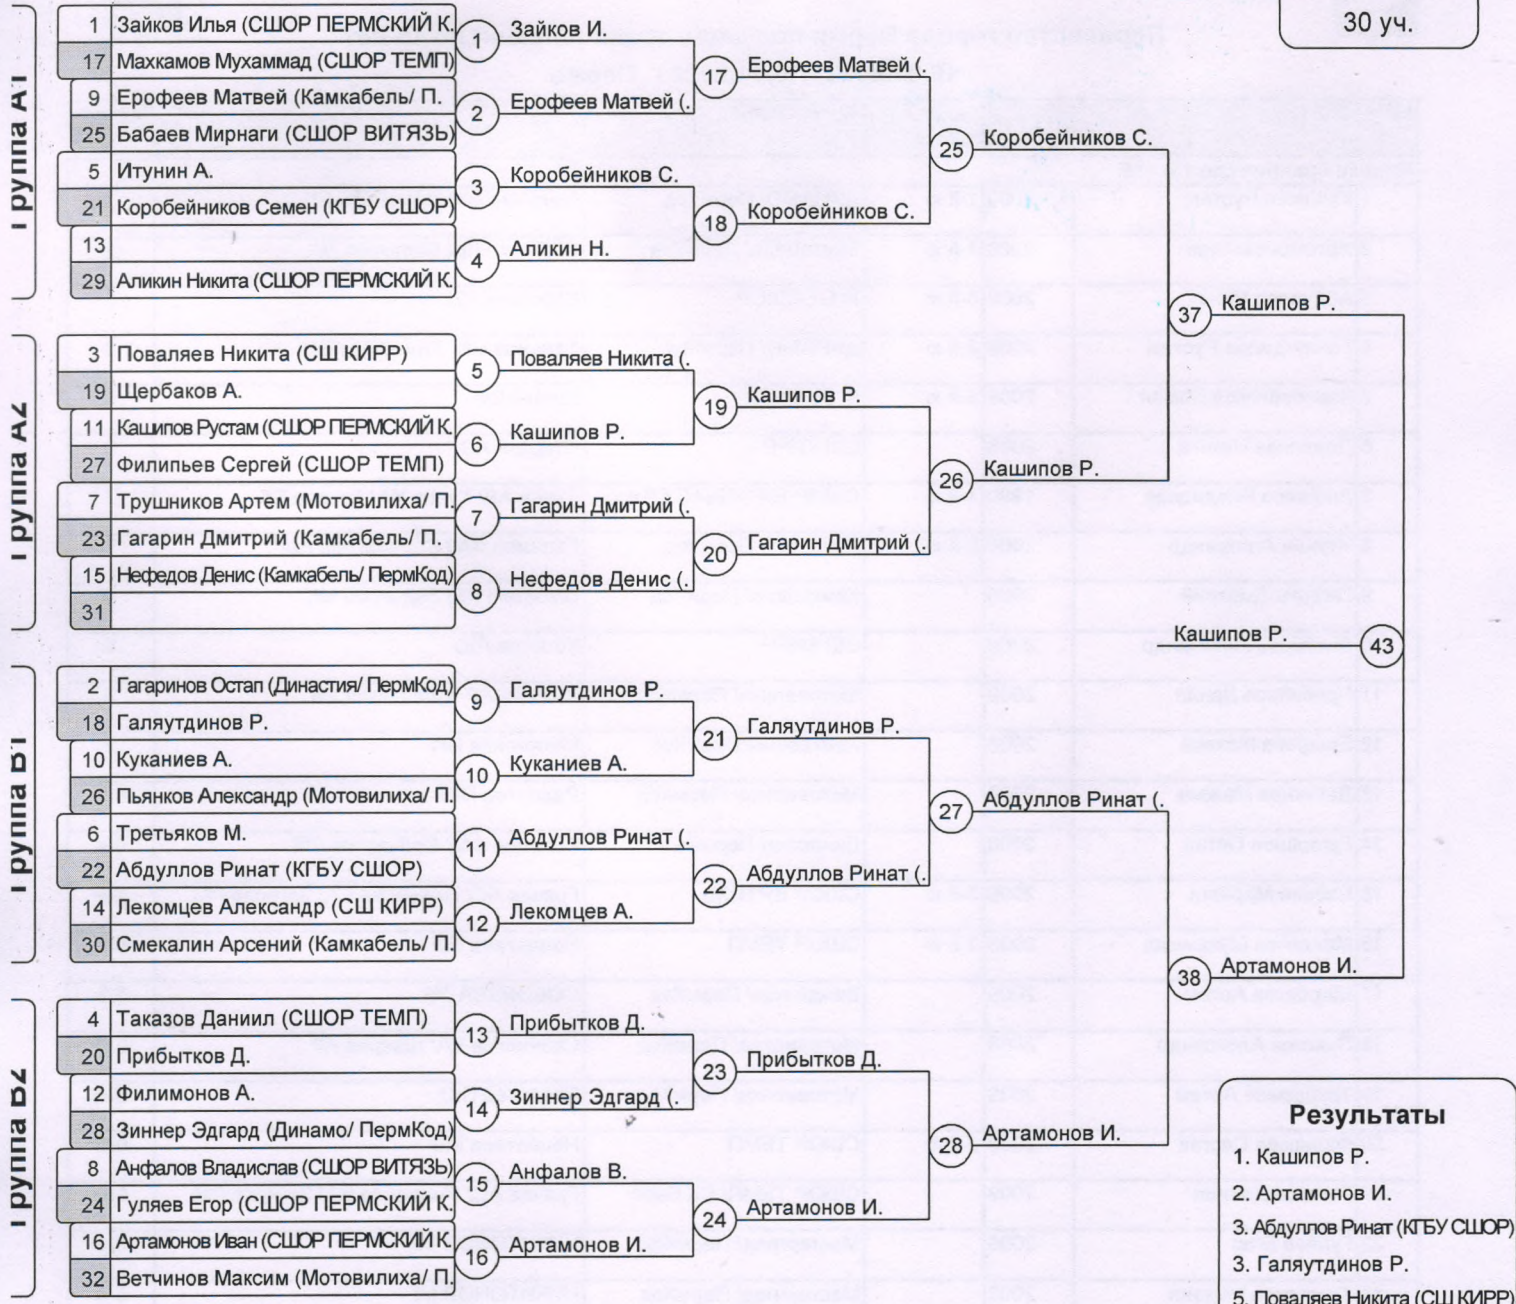 30 уч.
Группа A1
1 Зайков Илья (СШОР ПЕРМСКИЙ К.
17 Махкамов Мухаммад (СШОР ТЕМП)
9 Ерофеев Матвей (Камкабель/ П.
25 Бабаев Мирнаги (СШОР ВИТЯЗЬ)
5 Итунин А.
21 Коробейников Семен (КГБУ СШОР)
13
29 Аликин Никита (СШОР ПЕРМСКИЙ К.
1 Зайков И.
2 Ерофеев Матвей (.
3 Коробейников С.
4 Аликин Н.
17 Ерофеев Матвей (.
18 Коробейников С.
25 Коробейников С.
Группа A2
3 Поваляев Никита (СШ КИРР)
19 Щербаков А.
11 Кашипов Рустам (СШОР ПЕРМСКИЙ К.
27 Филипьев Сергей (СШОР ТЕМП)
7 Трушников Артем (Мотовилиха/ П.
23 Гагарин Дмитрий (Камкабель/ П.
15 Нефедов Денис (Камкабель/ ПермКод)
31
5 Поваляев Никита (.
6 Кашипов Р.
7 Гагарин Дмитрий (.
8 Нефедов Денис (.
19 Кашипов Р.
20 Гагарин Дмитрий (.
26 Кашипов Р.
37 Кашипов Р.
Кашипов Р. 43
Группа B1
2 Гагаринов Остап (Династия/ ПермКод)
18 Галяутдинов Р.
10 Куканиев А.
26 Пьянков Александр (Мотовилиха/ П.
6 Третьяков М.
22 Абдуллов Ринат (КГБУ СШОР)
14 Лекомцев Александр (СШ КИРР)
30 Смекалин Арсений (Камкабель/ П.
9 Галяутдинов Р.
10 Куканиев А.
11 Абдуллов Ринат (.
12 Лекомцев А.
21 Галяутдинов Р.
22 Абдуллов Ринат (.
27 Абдуллов Ринат (.
38 Артамонов И.
Группа B2
4 Таказов Даниил (СШОР ТЕМП)
20 Прибытков Д.
12 Филимонов А.
28 Зиннер Эдгард (Динамо/ ПермКод)
8 Анфалов Владислав (СШОР ВИТЯЗЬ)
24 Гуляев Егор (СШОР ПЕРМСКИЙ К.
16 Артамонов Иван (СШОР ПЕРМСКИЙ К.
32 Ветчинов Максим (Мотовилиха/ П.
13 Прибытков Д.
14 Зиннер Эдгард (.
15 Анфалов В.
16 Артамонов И.
23 Прибытков Д.
24 Артамонов И.
28 Артамонов И.
Результаты
1. Кашипов Р.
2. Артамонов И.
3. Абдуллов Ринат (КГБУ СШОР)
3. Галяутдинов Р.
5. Поваляев Никита (СШ КИРР)